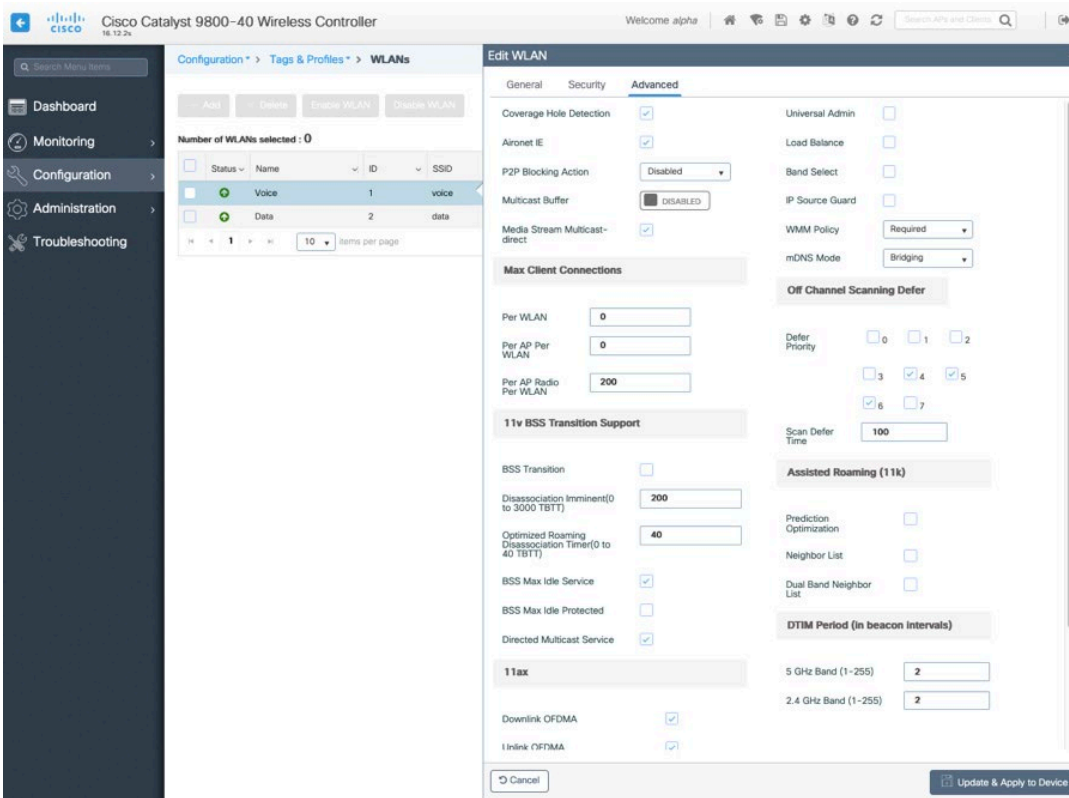 cisco
Cisco Catalyst 9800-40 Wireless Controller
16.12.2s
Welcome alpha
Search APs and Clients
Search Menu Items
Dashboard
Monitoring
Configuration
Administration
Troubleshooting
Configuration > Tags & Profiles > WLANs
Add Delete Enable WLAN Disable WLAN
Number of WLANs selected : 0
Status Name ID SSID
Voice 1 voice
Data 2 data
1 10 items per page
Edit WLAN
General Security Advanced
Coverage Hole Detection
Aironet IE
P2P Blocking Action Disabled
Multicast Buffer DISABLED
Media Stream Multicast-
direct
Max Client Connections
Per WLAN 0
Per AP Per
WLAN 0
Per AP Radio
Per WLAN 200
11v BSS Transition Support
BSS Transition
Disassociation Imminent(0
to 3000 TBTT) 200
Optimized Roaming
Disassociation Timer(0 to
40 TBTT) 40
BSS Max Idle Service
BSS Max Idle Protected
Directed Multicast Service
11ax
Downlink OFDMA
Uplink OFDMA
Universal Admin
Load Balance
Band Select
IP Source Guard
WMM Policy Required
mDNS Mode Bridging
Off Channel Scanning Defer
Defer
Priority 0 1 2
3 4 5
6 7
Scan Defer
Time 100
Assisted Roaming (11k)
Prediction
Optimization
Neighbor List
Dual Band Neighbor
List
DTIM Period (in beacon intervals)
5 GHz Band (1-255) 2
2.4 GHz Band (1-255) 2
Cancel
Update & Apply to Device